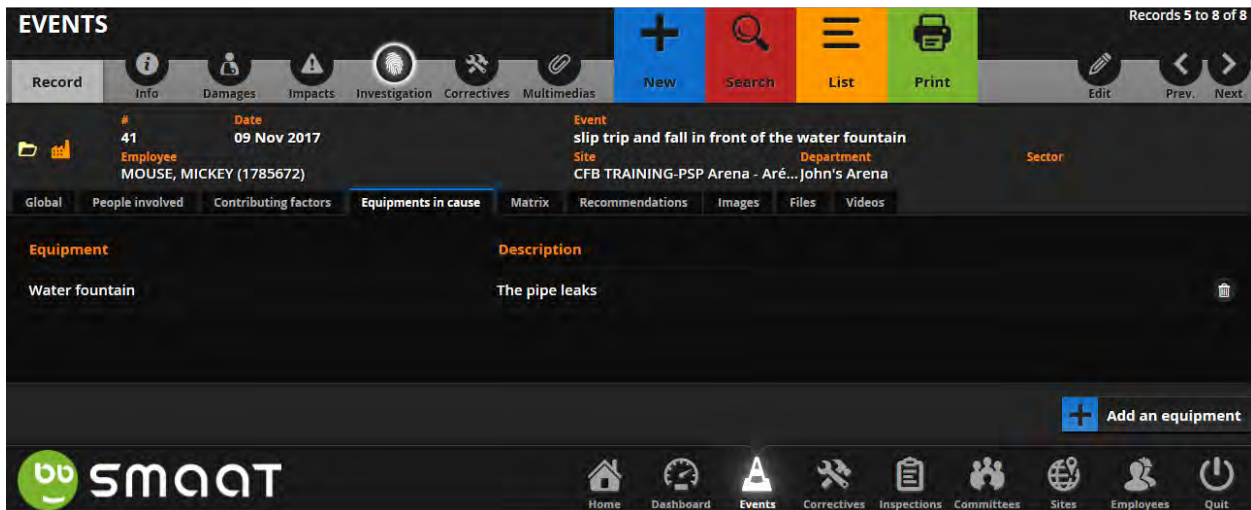 EVENTS
Records 5 to 8 of 8
Record
Info
Damages
Impacts
Investigation
Correctives
Multimedias
New
Search
List
Print
Edit
Prev.
Next
#
Date
Event
41
09 Nov 2017
slip trip and fall in front of the water fountain
Employee
Site
Department
Sector
MOUSE, MICKEY (1785672)
CFB TRAINING-PSP Arena - Aré...
John's Arena
Global
People involved
Contributing factors
Equipments in cause
Matrix
Recommendations
Images
Files
Videos
Equipment
Description
Water fountain
The pipe leaks
Add an equipment
smaaT
Home
Dashboard
Events
Correctives
Inspections
Committees
Sites
Employees
Quit